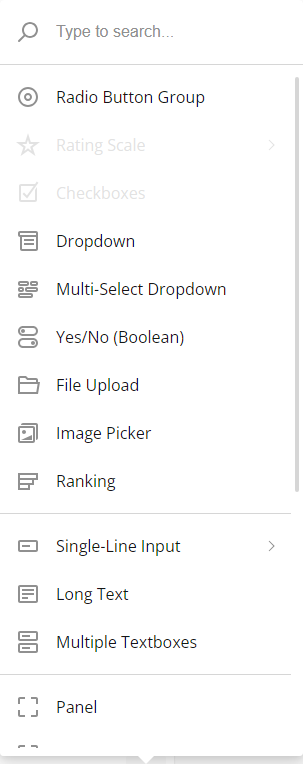 Type to search...
Radio Button Group
Rating Scale
Checkboxes
Dropdown
Multi-Select Dropdown
Yes/No (Boolean)
File Upload
Image Picker
Ranking
Single-Line Input
Long Text
Multiple Textboxes
Panel